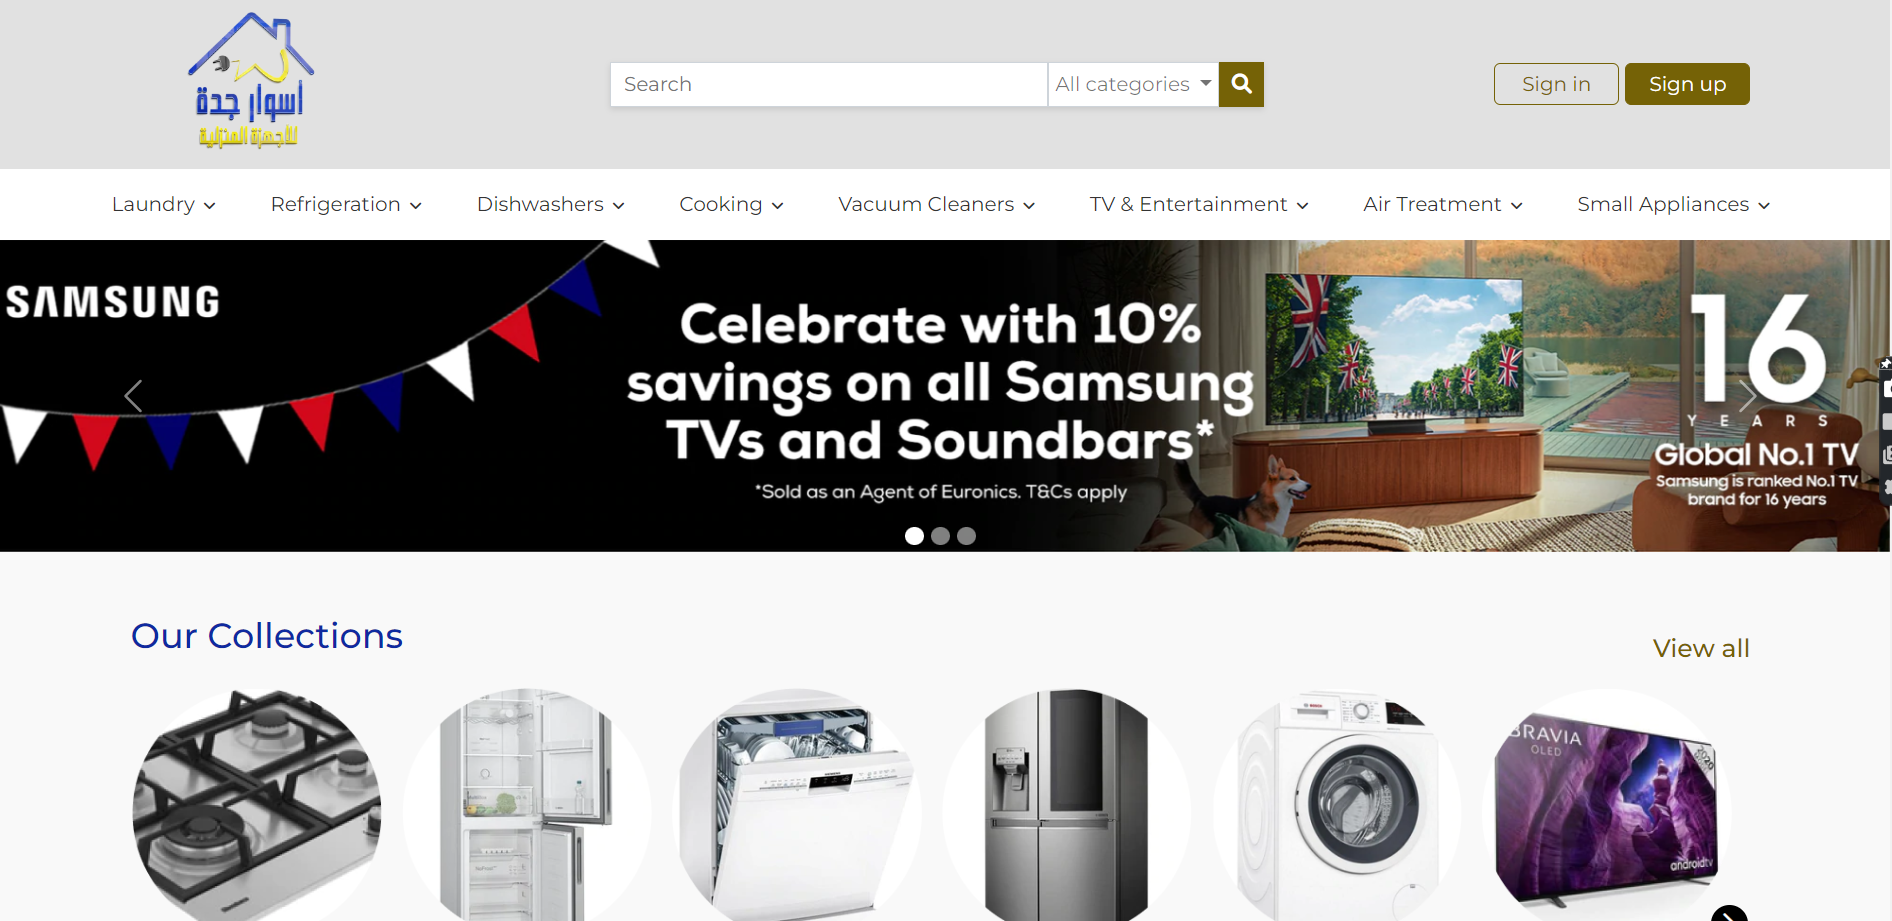 أسوار جدة
للأجهزة المنزلية
Search
All categories
Sign in
Sign up
Laundry
Refrigeration
Dishwashers
Cooking
Vacuum Cleaners
TV & Entertainment
Air Treatment
Small Appliances
SAMSUNG
Celebrate with 10%
savings on all Samsung
TVs and Soundbars*
*Sold as an Agent of Euronics. T&Cs apply
16
YEARS
Global No.1 TV
Samsung is ranked No.1 TV
brand for 16 years
Our Collections
View all
BOSCH
BRAVIA
OLED
2020
androidtv